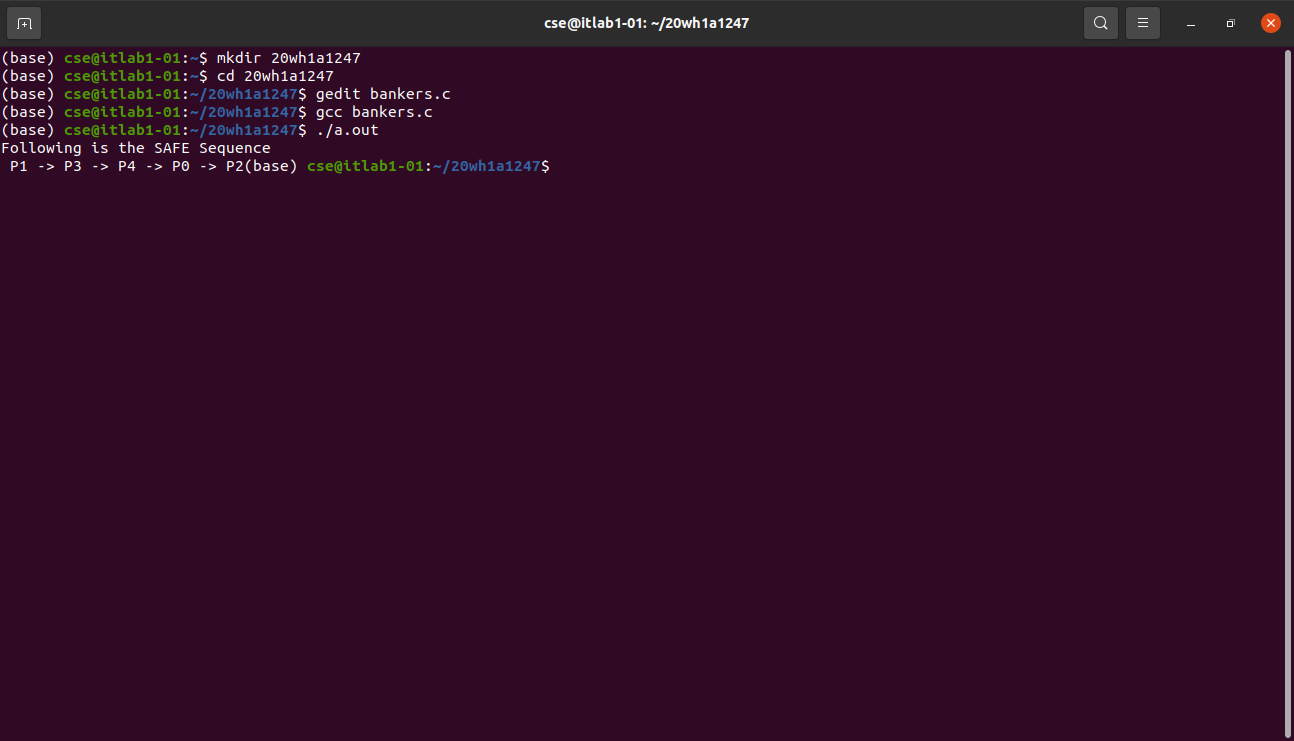 cse@itlab1-01: ~/20wh1a1247
(base) cse@itlab1-01:~$ mkdir 20wh1a1247
(base) cse@itlab1-01:~$ cd 20wh1a1247
(base) cse@itlab1-01:~/20wh1a1247$ gedit bankers.c
(base) cse@itlab1-01:~/20wh1a1247$ gcc bankers.c
(base) cse@itlab1-01:~/20wh1a1247$ ./a.out
Following is the SAFE Sequence
 P1 -> P3 -> P4 -> P0 -> P2(base) cse@itlab1-01:~/20wh1a1247$